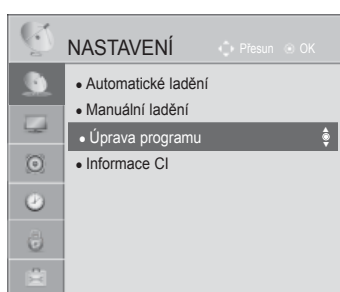 NASTAVENÍ
Přesun OK
• Automatické ladění
• Manuální ladění
• Úprava programu
• Informace CI